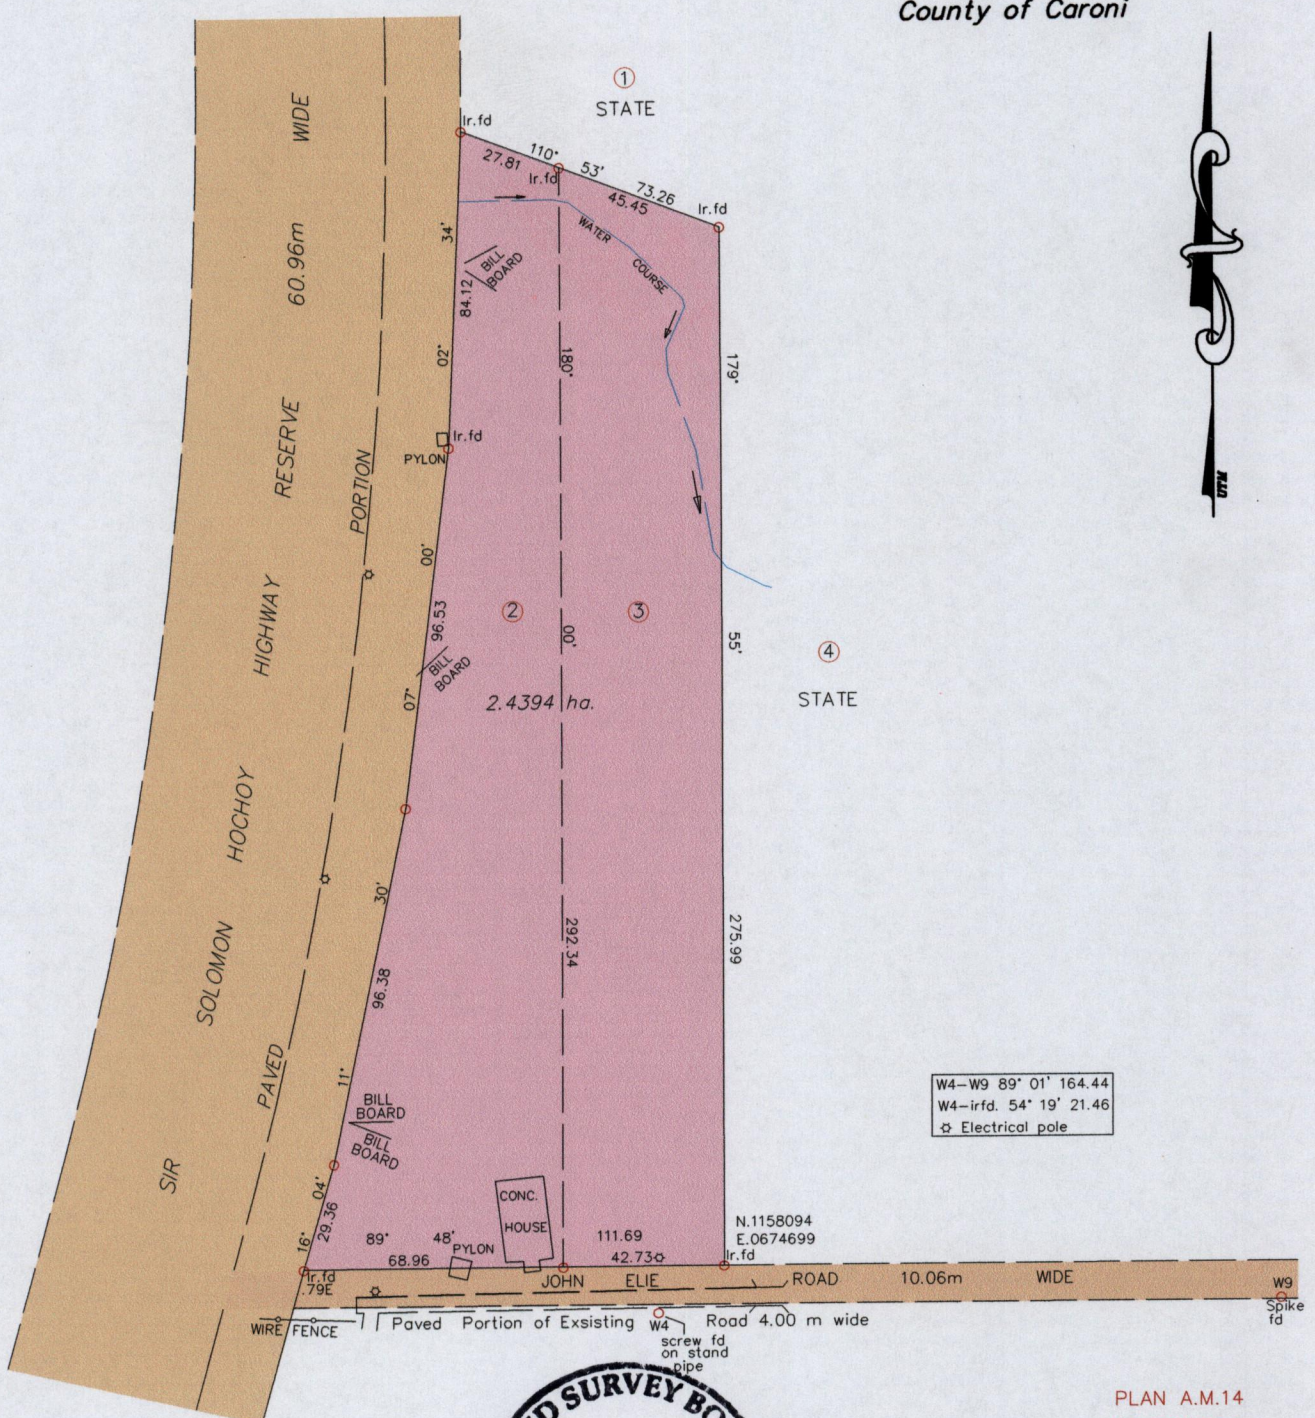 County of Caroni
① STATE
Ir.fd
27.81 110° 53' 73.26
Ir.fd 45.45 Ir.fd
WATER COURSE
34'
BILL BOARD
84.12
02°
180°
179°
Ir.fd
PYLON
SIR SOLOMON HOCHOY HIGHWAY RESERVE 60.96m WIDE
PAVED PORTION
UTM
00'
② ③
00'
55'
96.53
④
STATE
BILL BOARD
07°
2.4394 ha.
30'
292.34
275.99
96.38
11°
BILL BOARD
BILL BOARD
W4-W9 89° 01' 164.44
W4-irfd. 54° 19' 21.46
✩ Electrical pole
04'
29.36
16°
CONC. HOUSE
89° 48' 111.69
PYLON
68.96 42.73
N.1158094
E.0674699
Ir.fd
Ir.fd
.79E
JOHN ELIE ROAD 10.06m WIDE
W9
Spike fd
WIRE FENCE
Paved Portion of Exsisting Road 4.00 m wide
W4
screw fd
on stand
pipe
SURVEY
PLAN A.M.14